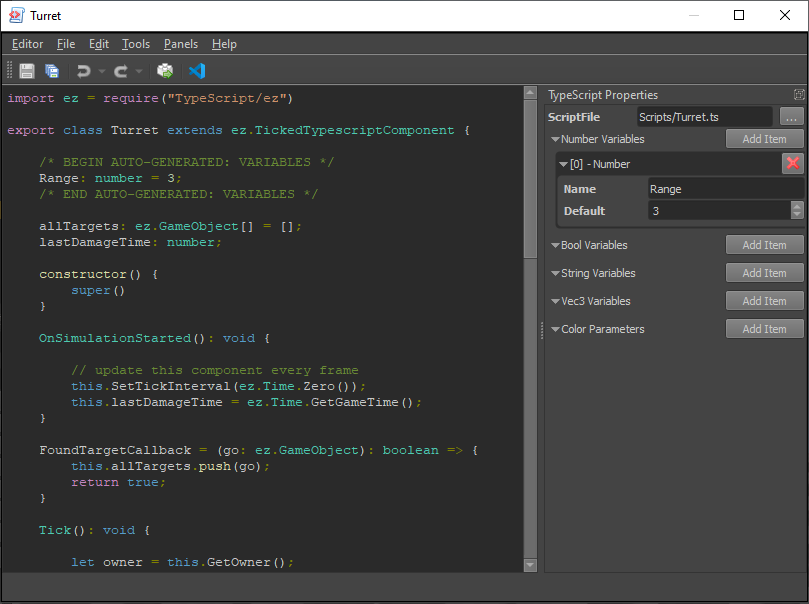 Turret
Editor File Edit Tools Panels Help
import ez = require("TypeScript/ez")
export class Turret extends ez.TickedTypescriptComponent {
/* BEGIN AUTO-GENERATED: VARIABLES */
Range: number = 3;
/* END AUTO-GENERATED: VARIABLES */
allTargets: ez.GameObject[] = [];
lastDamageTime: number;
constructor() {
super()
}
OnSimulationStarted(): void {
// update this component every frame
this.SetTickInterval(ez.Time.Zero());
this.lastDamageTime = ez.Time.GetGameTime();
}
FoundTargetCallback = (go: ez.GameObject): boolean => {
this.allTargets.push(go);
return true;
}
Tick(): void {
let owner = this.GetOwner();
TypeScript Properties
ScriptFile Scripts/Turret.ts ...
Number Variables Add Item
[0] - Number
Name Range
Default 3
Bool Variables Add Item
String Variables Add Item
Vec3 Variables Add Item
Color Parameters Add Item